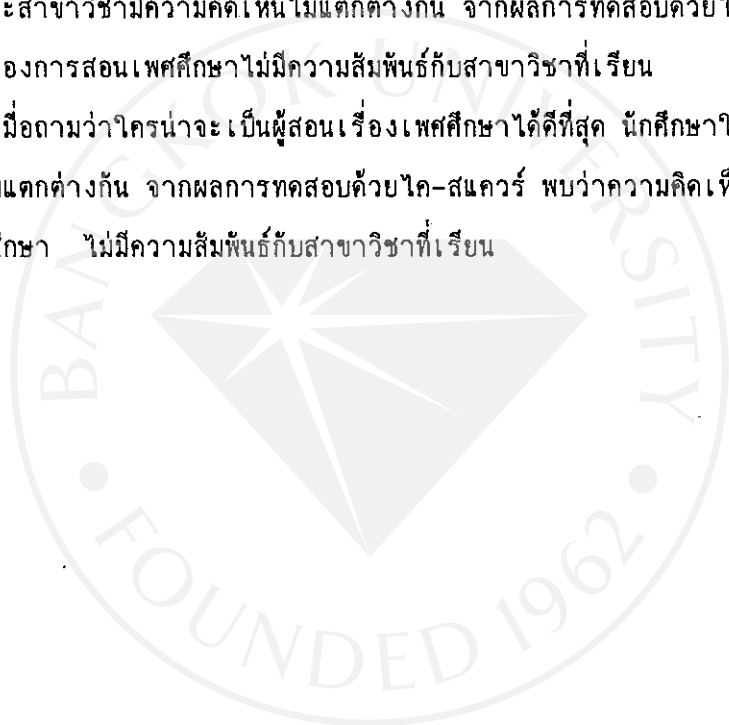 ะสาขาวิชามีความคิดเห็นไม่แตกต่างกัน จากผลการทดสอบด้วย
องการสอนเพศศึกษาไม่มีความสัมพันธ์กับสาขาวิชาที่เรียน
มื่อถามว่าใครน่าจะเป็นผู้สอนเรื่องเพศศึกษาได้ดีที่สุด นักศึกษาใ
แตกต่างกัน จากผลการทดสอบด้วยไค-สแควร์ พบว่าความคิดเห็
ึกษา ไม่มีความสัมพันธ์กับสาขาวิชาที่เรียน
BANGKOK UNIVERSITY
FOUNDED 1962